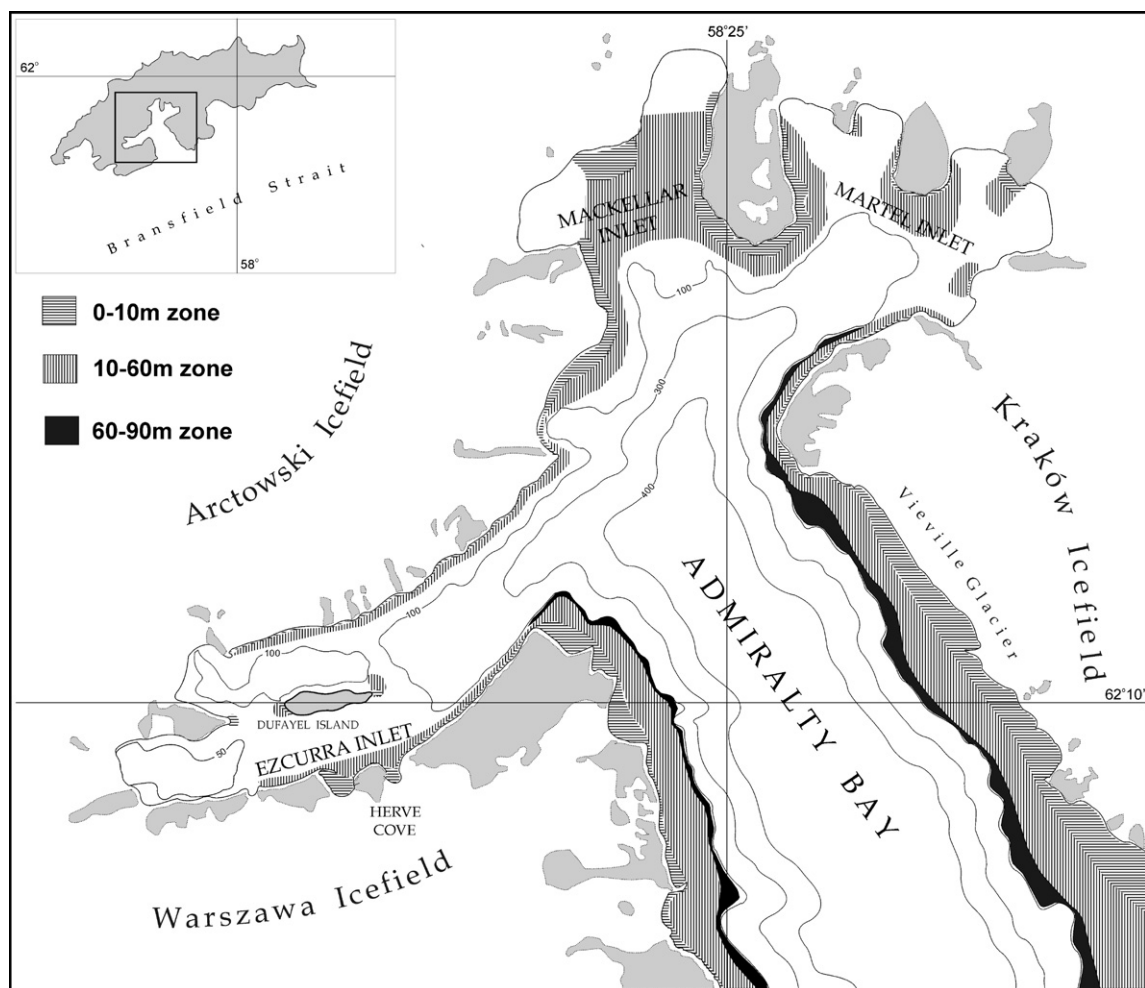 58°25'
62°
Bransfield Strait
58°
0-10m zone
10-60m zone
60-90m zone
MACKELLAR
INLET
MARTEL INLET
100
300
400
Arctowski Icefield
Kraków Icefield
Vieville Glacier
ADMIRALTY BAY
100
100
62°10'
DUFAYEL ISLAND
50
EZCURRA INLET
HERVE
COVE
Warszawa Icefield